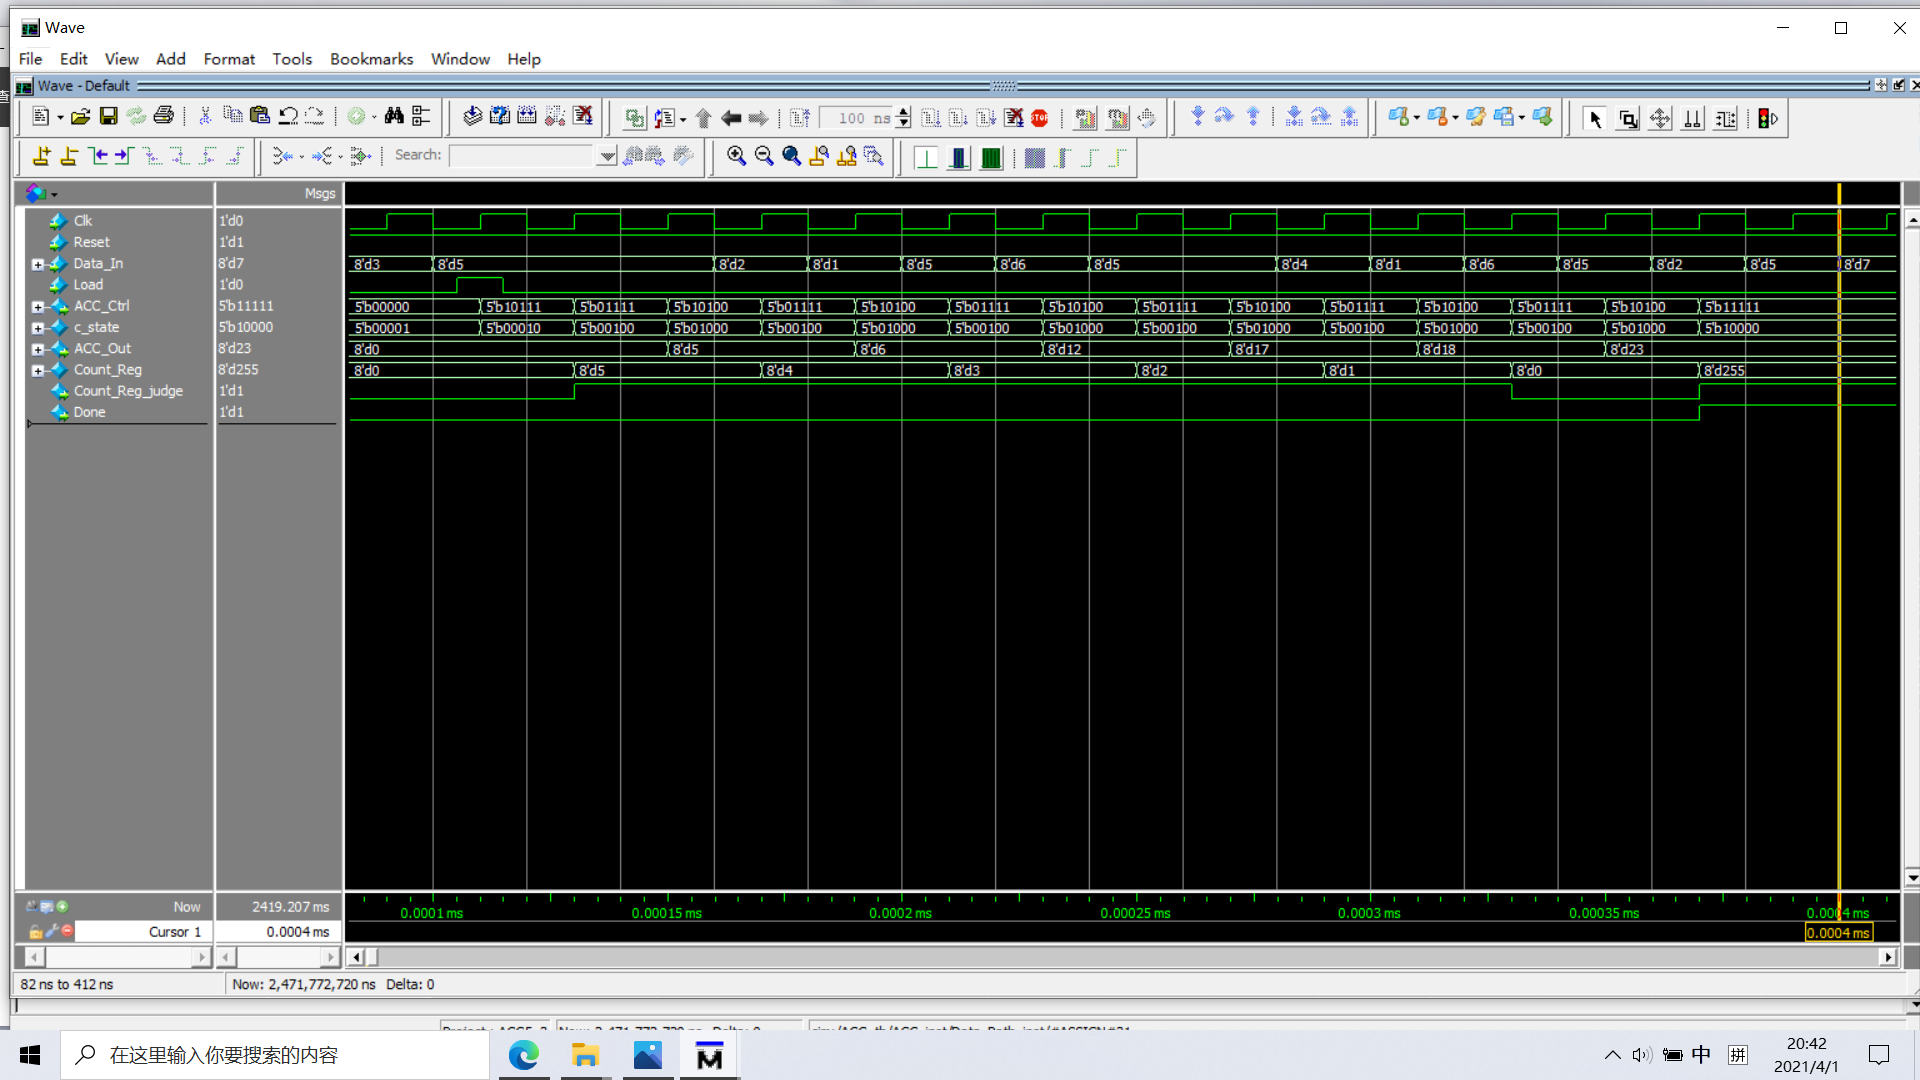 Wave
File Edit View Add Format Tools Bookmarks Window Help
Wave - Default
100 ns
STOP
Search:
Msgs
Clk 1'd0
Reset 1'd1
Data_In 8'd7 8'd3 8'd5 8'd2 8'd1 8'd5 8'd6 8'd5 8'd4 8'd1 8'd6 8'd5 8'd2 8'd5 8'd7
Load 1'd0
ACC_Ctrl 5'b11111 5'b00000 5'b10111 5'b01111 5'b10100 5'b01111 5'b10100 5'b01111 5'b10100 5'b01111 5'b10100 5'b01111 5'b10100 5'b01111 5'b10100 5'b11111
c_state 5'b10000 5'b00001 5'b00010 5'b00100 5'b01000 5'b00100 5'b01000 5'b00100 5'b01000 5'b00100 5'b01000 5'b00100 5'b01000 5'b00100 5'b01000 5'b10000
ACC_Out 8'd23 8'd0 8'd5 8'd6 8'd12 8'd17 8'd18 8'd23
Count_Reg 8'd255 8'd0 8'd5 8'd4 8'd3 8'd2 8'd1 8'd0 8'd255
Count_Reg_judge 1'd1
Done 1'd1
Now 2419.207 ms 0.0001 ms 0.00015 ms 0.0002 ms 0.00025 ms 0.0003 ms 0.00035 ms 0.0004 ms
Cursor 1 0.0004 ms 0.0004 ms
82 ns to 412 ns Now: 2,471,772,720 ns Delta: 0
在这里输入你要搜索的内容
中 拼
20:42
2021/4/1